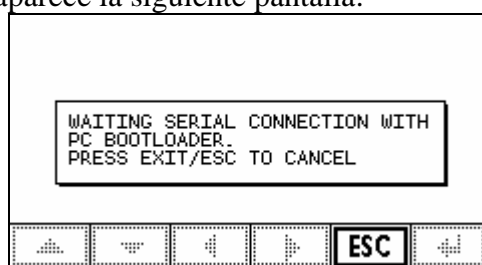 aparece la siguiente pantalla:
WAITING SERIAL CONNECTION WITH
PC BOOTLOADER.
PRESS EXIT/ESC TO CANCEL
ESC